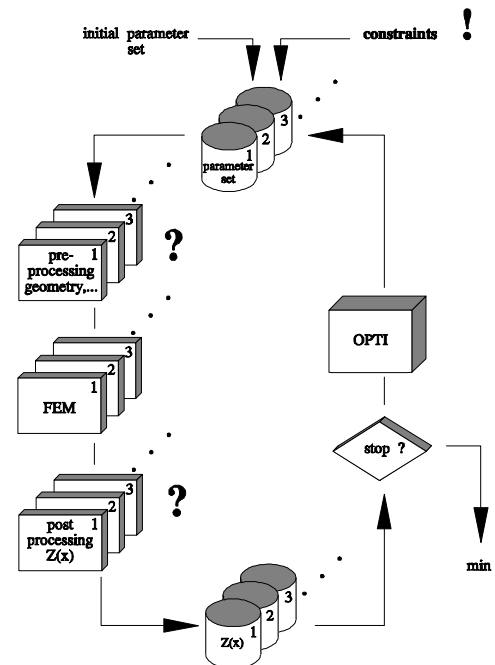 initial parameter
set
constraints !
3
2
1
parameter
set
3
2
1
pre-
processing
geometry,...
?
3
2
1
FEM
OPTI
stop ?
3
2
1
post
processing
Z(x)
?
min
3
2
1
Z(x)